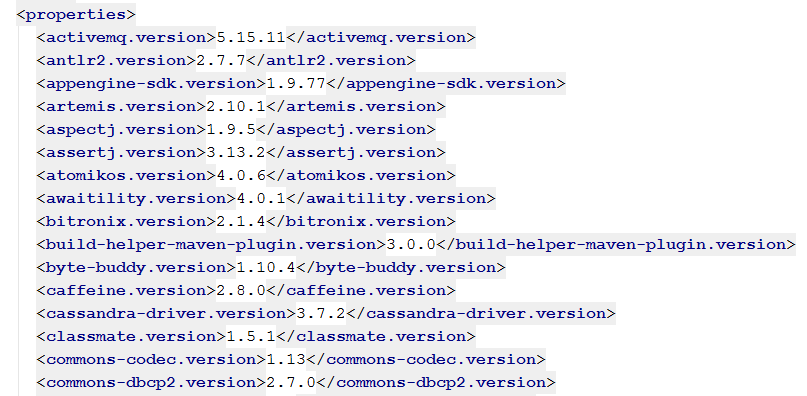 <properties>
<activemq.version>5.15.11</activemq.version>
<antlr2.version>2.7.7</antlr2.version>
<appengine-sdk.version>1.9.77</appengine-sdk.version>
<artemis.version>2.10.1</artemis.version>
<aspectj.version>1.9.5</aspectj.version>
<assertj.version>3.13.2</assertj.version>
<atomikos.version>4.0.6</atomikos.version>
<awaitility.version>4.0.1</awaitility.version>
<bitronix.version>2.1.4</bitronix.version>
<build-helper-maven-plugin.version>3.0.0</build-helper-maven-plugin.version>
<byte-buddy.version>1.10.4</byte-buddy.version>
<caffeine.version>2.8.0</caffeine.version>
<cassandra-driver.version>3.7.2</cassandra-driver.version>
<classmate.version>1.5.1</classmate.version>
<commons-codec.version>1.13</commons-codec.version>
<commons-dbcp2.version>2.7.0</commons-dbcp2.version>